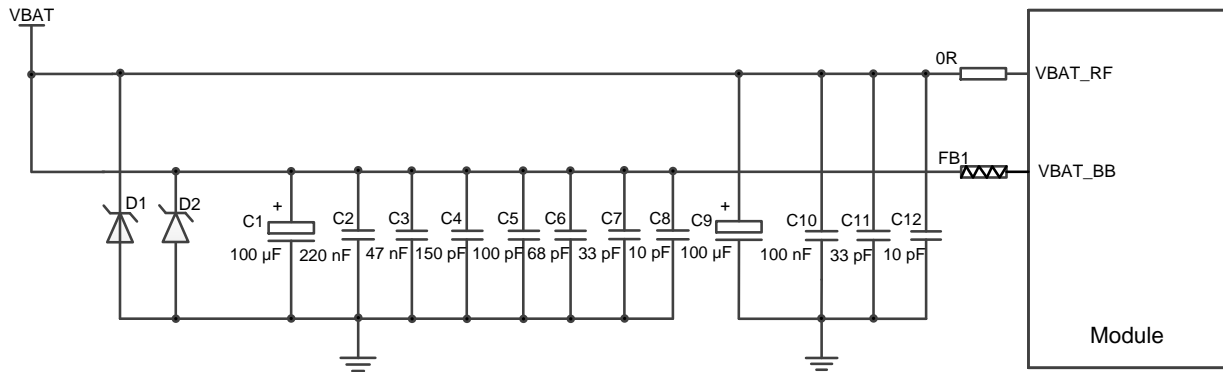 VBAT
0R
VBAT_RF
FB1
VBAT_BB
D1
D2
+
C1
C2
C3
C4
C5
C6
C7
C8
+
C9
C10
C11
C12
100 µF
220 nF
47 nF
150 pF
100 pF
68 pF
33 pF
10 pF
100 µF
100 nF
33 pF
10 pF
Module